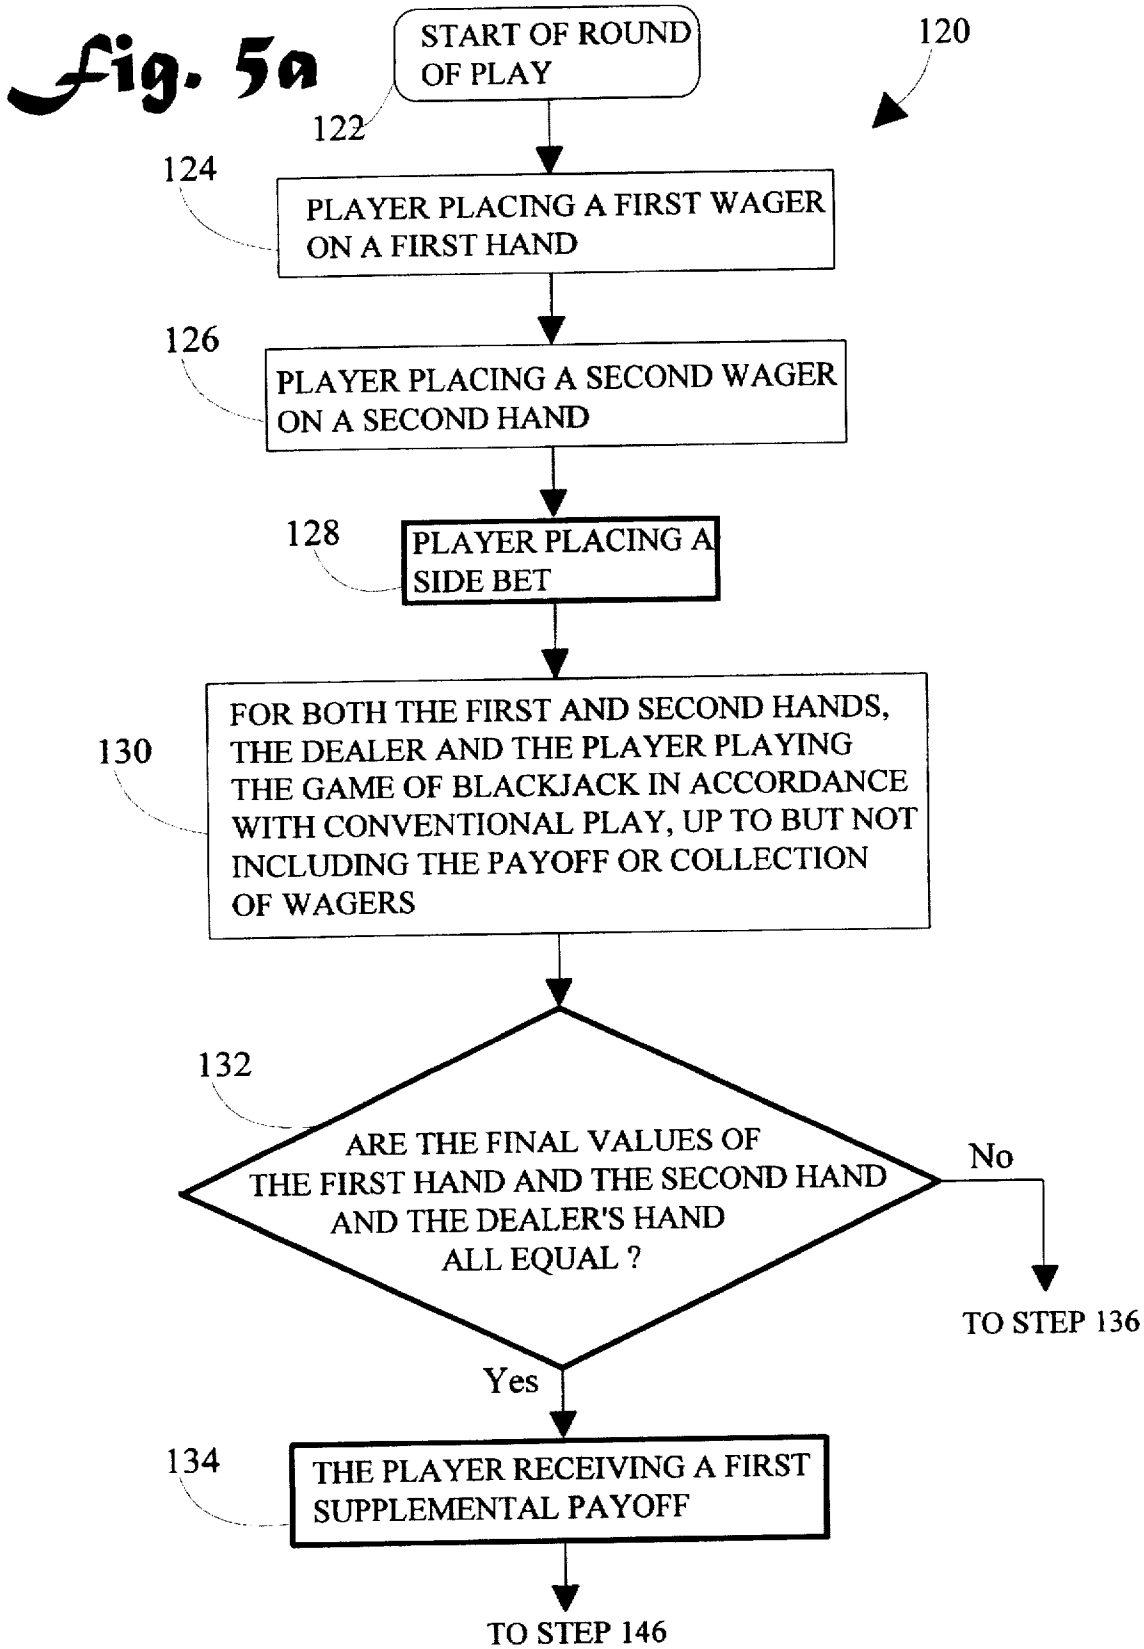 Fig. 5a
120
START OF ROUND
OF PLAY
122
124
PLAYER PLACING A FIRST WAGER
ON A FIRST HAND
126
PLAYER PLACING A SECOND WAGER
ON A SECOND HAND
128
PLAYER PLACING A
SIDE BET
130
FOR BOTH THE FIRST AND SECOND HANDS,
THE DEALER AND THE PLAYER PLAYING
THE GAME OF BLACKJACK IN ACCORDANCE
WITH CONVENTIONAL PLAY, UP TO BUT NOT
INCLUDING THE PAYOFF OR COLLECTION
OF WAGERS
132
ARE THE FINAL VALUES OF
THE FIRST HAND AND THE SECOND HAND
AND THE DEALER'S HAND
ALL EQUAL ?
No
TO STEP 136
Yes
134
THE PLAYER RECEIVING A FIRST
SUPPLEMENTAL PAYOFF
TO STEP 146